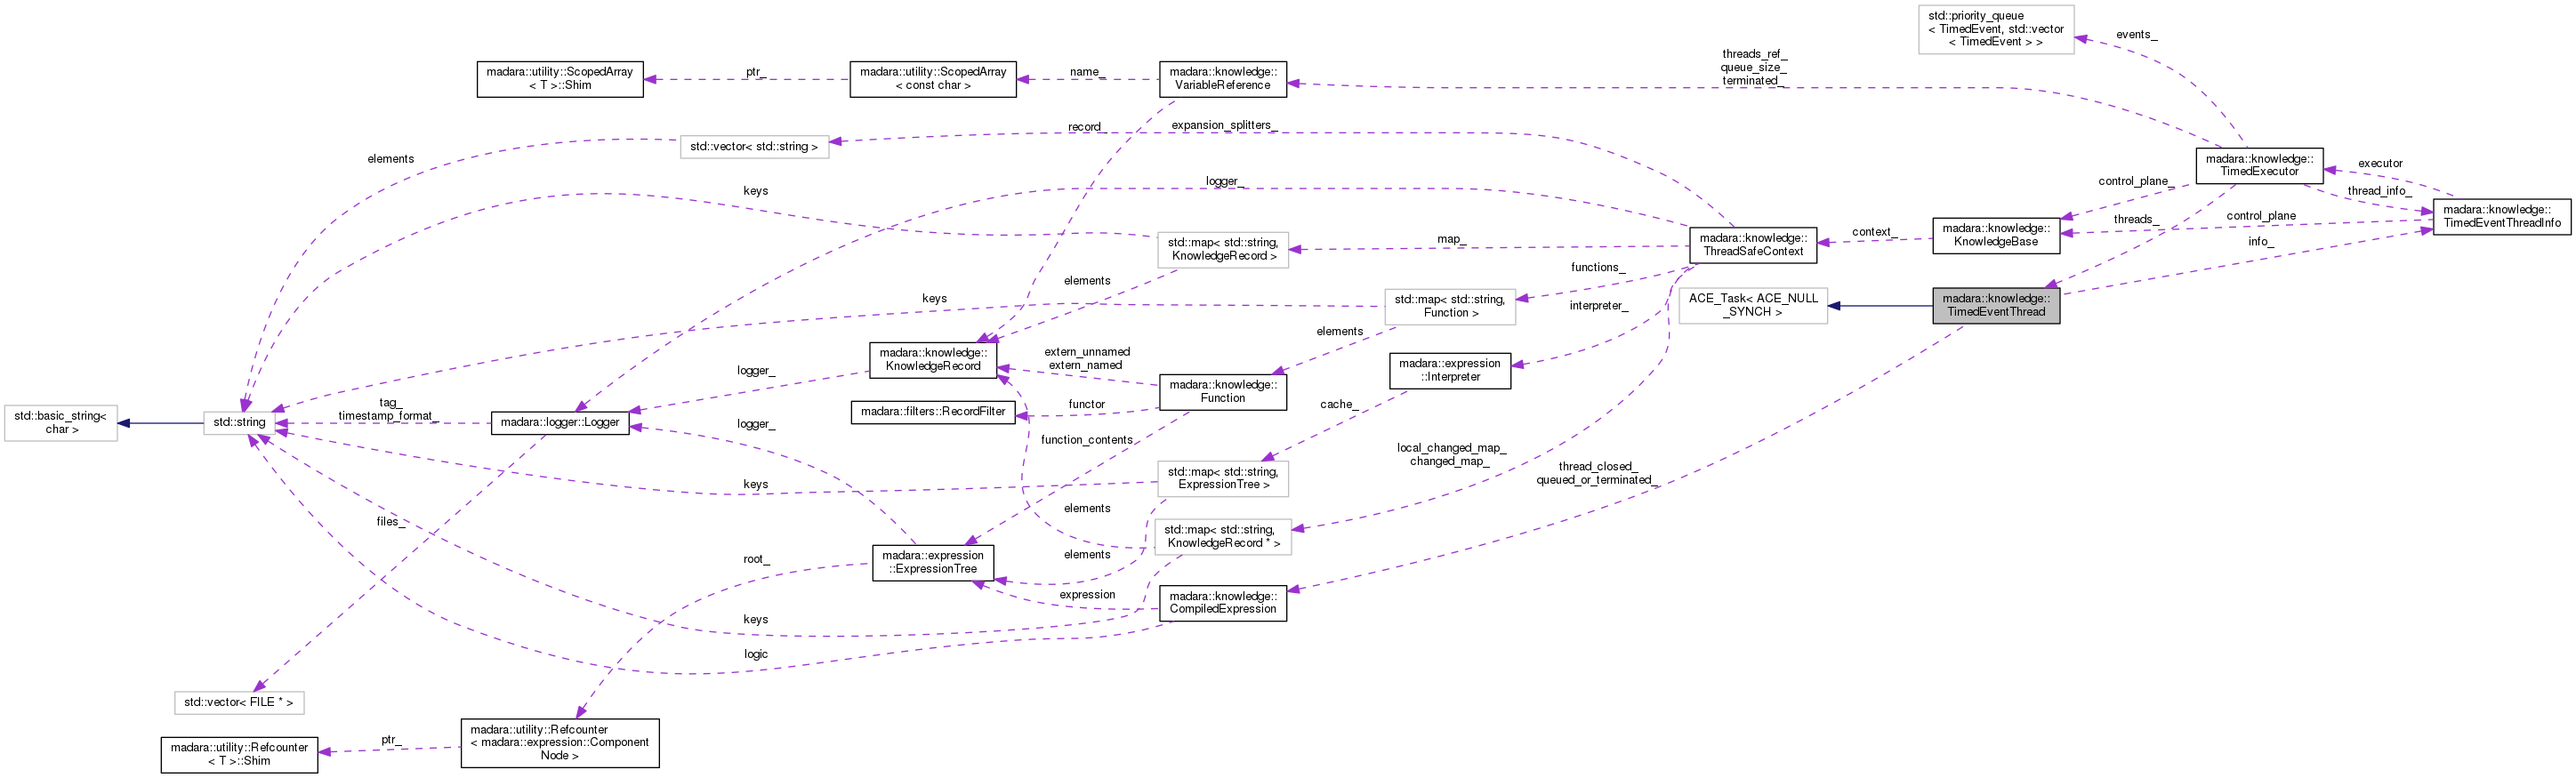 std::priority_queue
< TimedEvent, std::vector
< TimedEvent > >
events_
threads_ref_
queue_size_
terminated_
madara::utility::ScopedArray
< T >::Shim
ptr_
madara::utility::ScopedArray
< const char >
name_
madara::knowledge::
VariableReference
record_
expansion_splitters_
std::vector< std::string >
elements
madara::knowledge::
TimedExecutor
executor
control_plane_
thread_info_
keys
logger_
threads_
control_plane
madara::knowledge::
TimedEventThreadInfo
std::map< std::string,
KnowledgeRecord >
map_
madara::knowledge::
ThreadSafeContext
context_
madara::knowledge::
KnowledgeBase
info_
elements
functions_
keys
std::map< std::string,
Function >
interpreter_
ACE_Task< ACE_NULL
_SYNCH >
madara::knowledge::
TimedEventThread
elements
madara::knowledge::
KnowledgeRecord
extern_unnamed
extern_named
logger_
madara::expression
::Interpreter
madara::knowledge::
Function
cache_
functor
madara::filters::RecordFilter
std::basic_string<
char >
std::string
tag_
timestamp_format_
madara::logger::Logger
logger_
function_contents
local_changed_map_
changed_map_
thread_closed_
queued_or_terminated_
keys
std::map< std::string,
ExpressionTree >
files_
elements
std::map< std::string,
KnowledgeRecord * >
root_
madara::expression
::ExpressionTree
elements
expression
madara::knowledge::
CompiledExpression
keys
logic
std::vector< FILE * >
madara::utility::Refcounter
< T >::Shim
ptr_
madara::utility::Refcounter
< madara::expression::Component
Node >